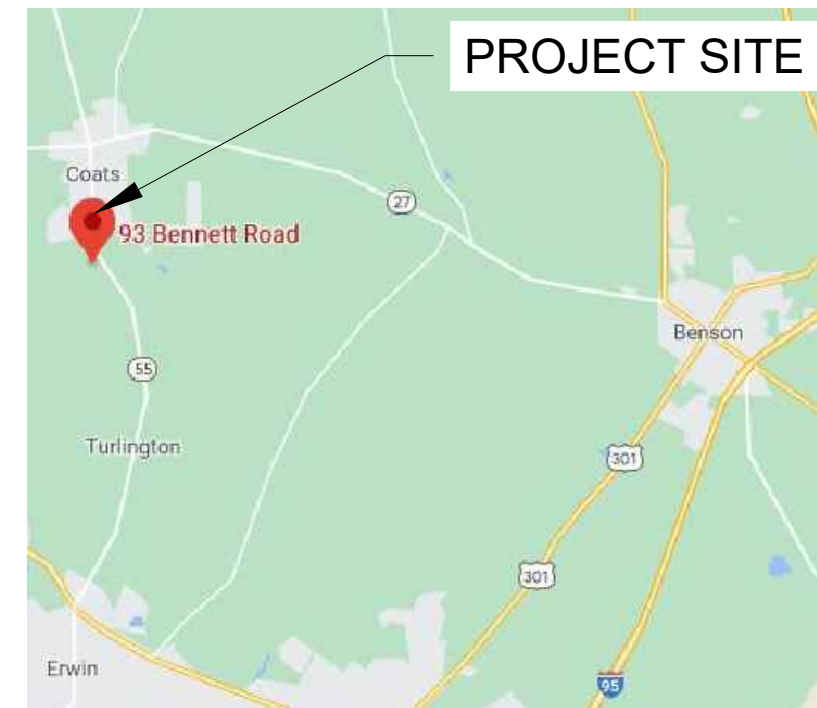 PROJECT SITE
Coats
27
93 Bennett Road
Benson
55
Turlington
301
301
Erwin
95